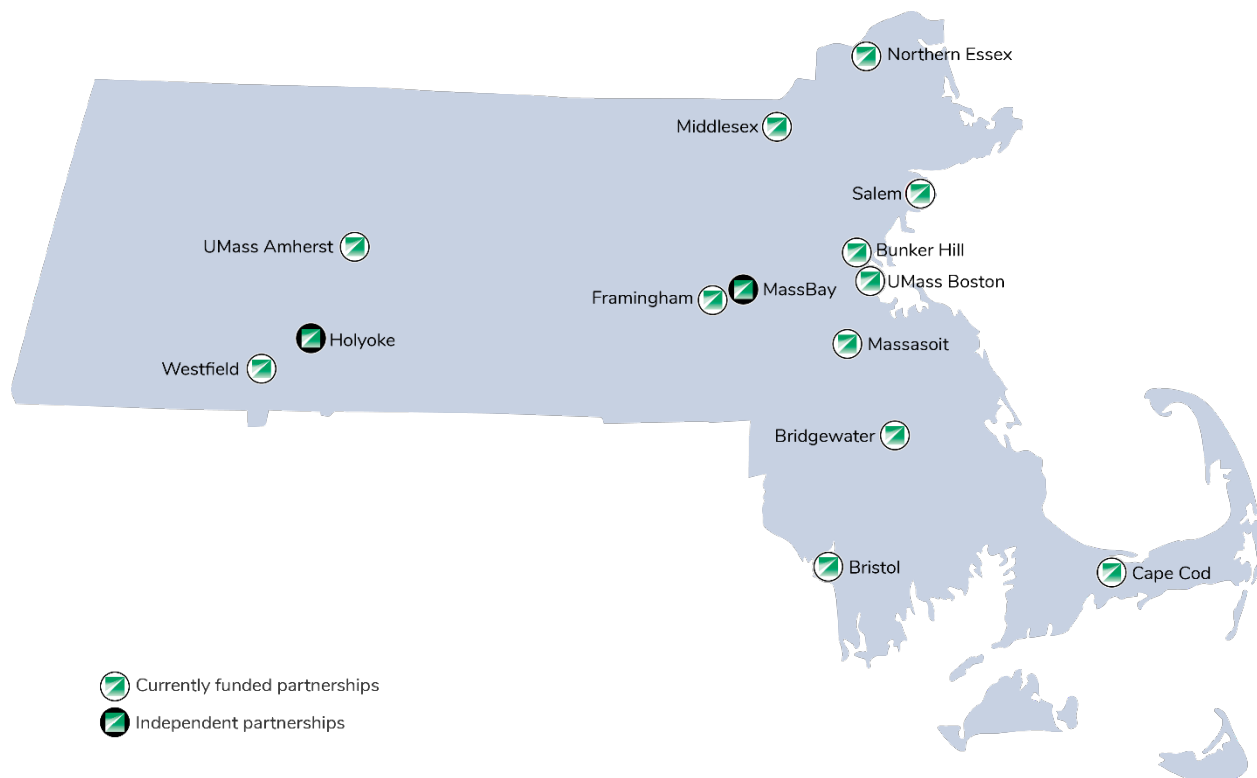 Northern Essex
Middlesex
Salem
UMass Amherst
Bunker Hill
UMass Boston
MassBay
Framingham
Holyoke
Massasoit
Westfield
Bridgewater
Bristol
Cape Cod
Currently funded partnerships
Independent partnerships